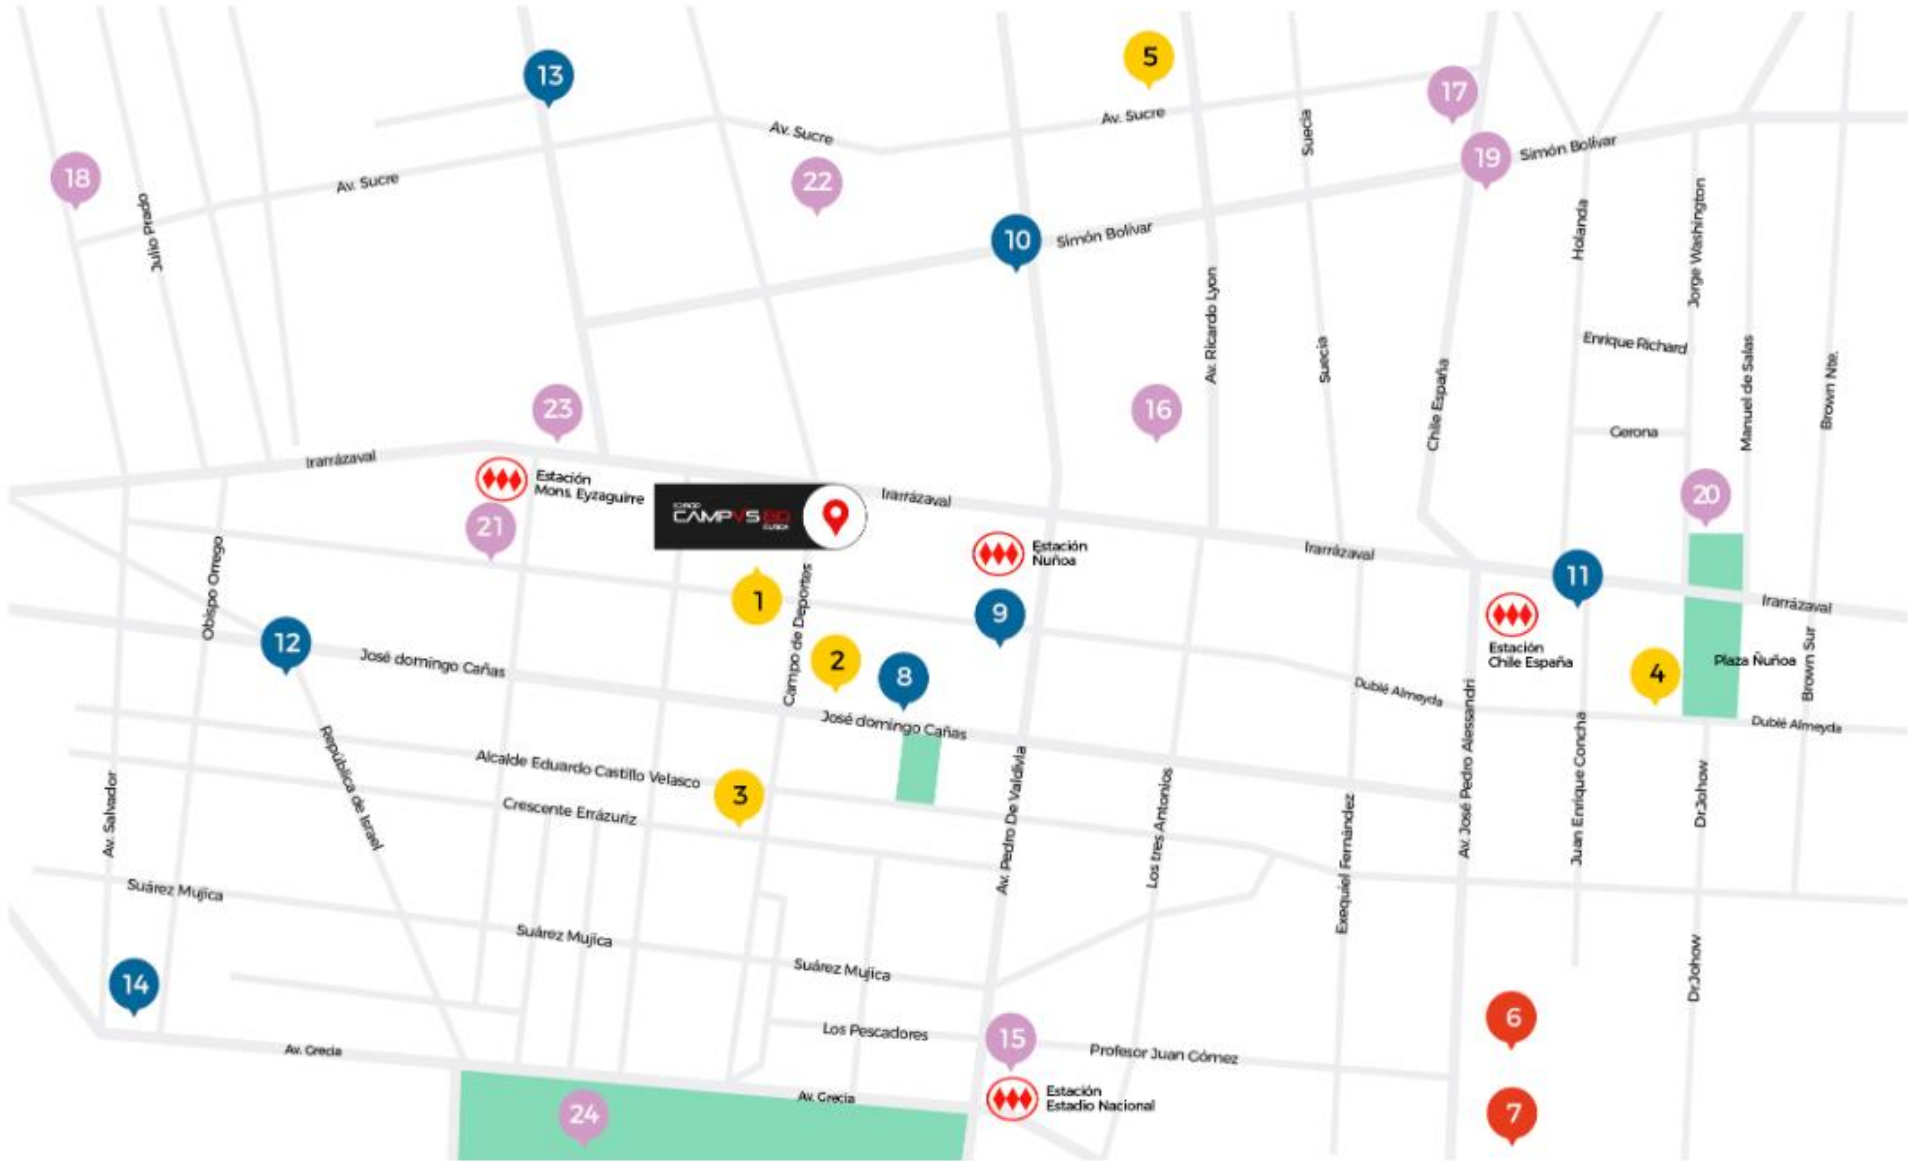 13
5
17
Av. Sucre
Av. Sucre
Suecia
19
Simón Bolívar
18
Av. Sucre
22
Julio Prado
10
Simón Bolívar
Holanda
Jorge Washington
Av. Ricardo Lyon
Enrique Richard
Suecia
Chile España
Manuel de Salas
Brown Nte.
23
16
Gerona
Irarrázaval
Estación
Mons. Eyzaguirre
CAMPVS 80
Irarrázaval
20
21
Estación
Nuñoa
Irarrázaval
11
Obispo Orrego
1
Campo de Deportes
9
Irarrázaval
12
José domingo Cañas
2
8
Estación
Chile España
4
Plaza Ñuñoa
Brown Sur
Dublé Almeyda
José domingo Cañas
Dublé Almeyda
República de Israel
Alcalde Eduardo Castillo Velasco
3
Crescente Errázuriz
Av. Salvador
Av. Pedro De Valdivia
Los tres Antonios
Exequiel Fernández
Av. José Pedro Alessandri
Juan Enrique Concha
Dr.Johow
Suárez Mujica
Suárez Mujica
Suárez Mujica
14
Dr.Johow
6
Los Pescadores
15
Profesor Juan Gómez
Av. Grecia
Av. Grecia
Estación
Estadio Nacional
24
7